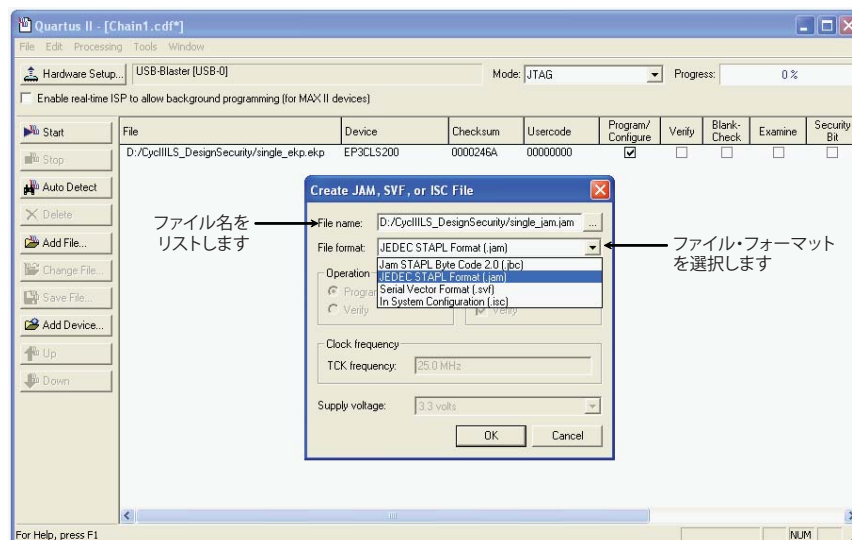 Quartus II - [Chain1.cdf*]
File Edit Processing Tools Window
Hardware Setup... USB-Blaster [USB-0] Mode: JTAG Progress: 0 %
Enable real-time ISP to allow background programming (for MAX II devices)
Start
Stop
Auto Detect
Delete
Add File...
Change File...
Save File...
Add Device...
Up
Down
File Device Checksum Usercode Program/ Configure Verify Blank- Check Examine Security Bit
D:/CycIIILS_DesignSecurity/single_ekp.ekp EP3CLS200 0000246A 00000000
Create JAM, SVF, or ISC File
ファイル名を
リストします
File name: D:/CycIIILS_DesignSecurity/single_jam.jam ...
File format: JEDEC STAPL Format (.jam)
ファイル・フォーマット
を選択します
Jam STAPL Byte Code 2.0 (.jbc)
JEDEC STAPL Format (.jam)
Serial Vector Format (.svf)
In System Configuration (.isc)
Operation
Verify
Verify
Clock frequency
TCK frequency: 25.0 MHz
Supply voltage: 3.3 volts
OK Cancel
For Help, press F1 NUM